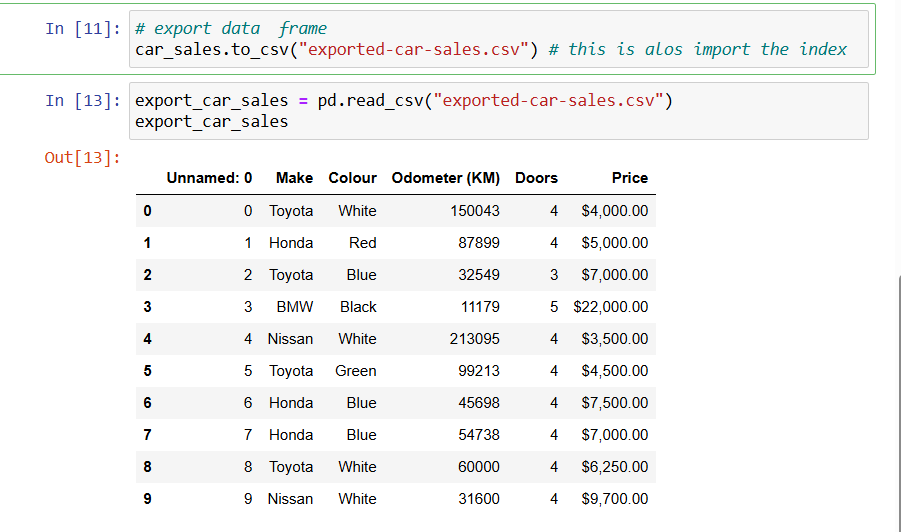 In [11]: # export data  frame
car_sales.to_csv("exported-car-sales.csv") # this is alos import the index
In [13]: export_car_sales = pd.read_csv("exported-car-sales.csv")
export_car_sales
Out[13]:
Unnamed: 0 Make Colour Odometer (KM) Doors Price
0 0 Toyota White 150043 4 $4,000.00
1 1 Honda Red 87899 4 $5,000.00
2 2 Toyota Blue 32549 3 $7,000.00
3 3 BMW Black 11179 5 $22,000.00
4 4 Nissan White 213095 4 $3,500.00
5 5 Toyota Green 99213 4 $4,500.00
6 6 Honda Blue 45698 4 $7,500.00
7 7 Honda Blue 54738 4 $7,000.00
8 8 Toyota White 60000 4 $6,250.00
9 9 Nissan White 31600 4 $9,700.00